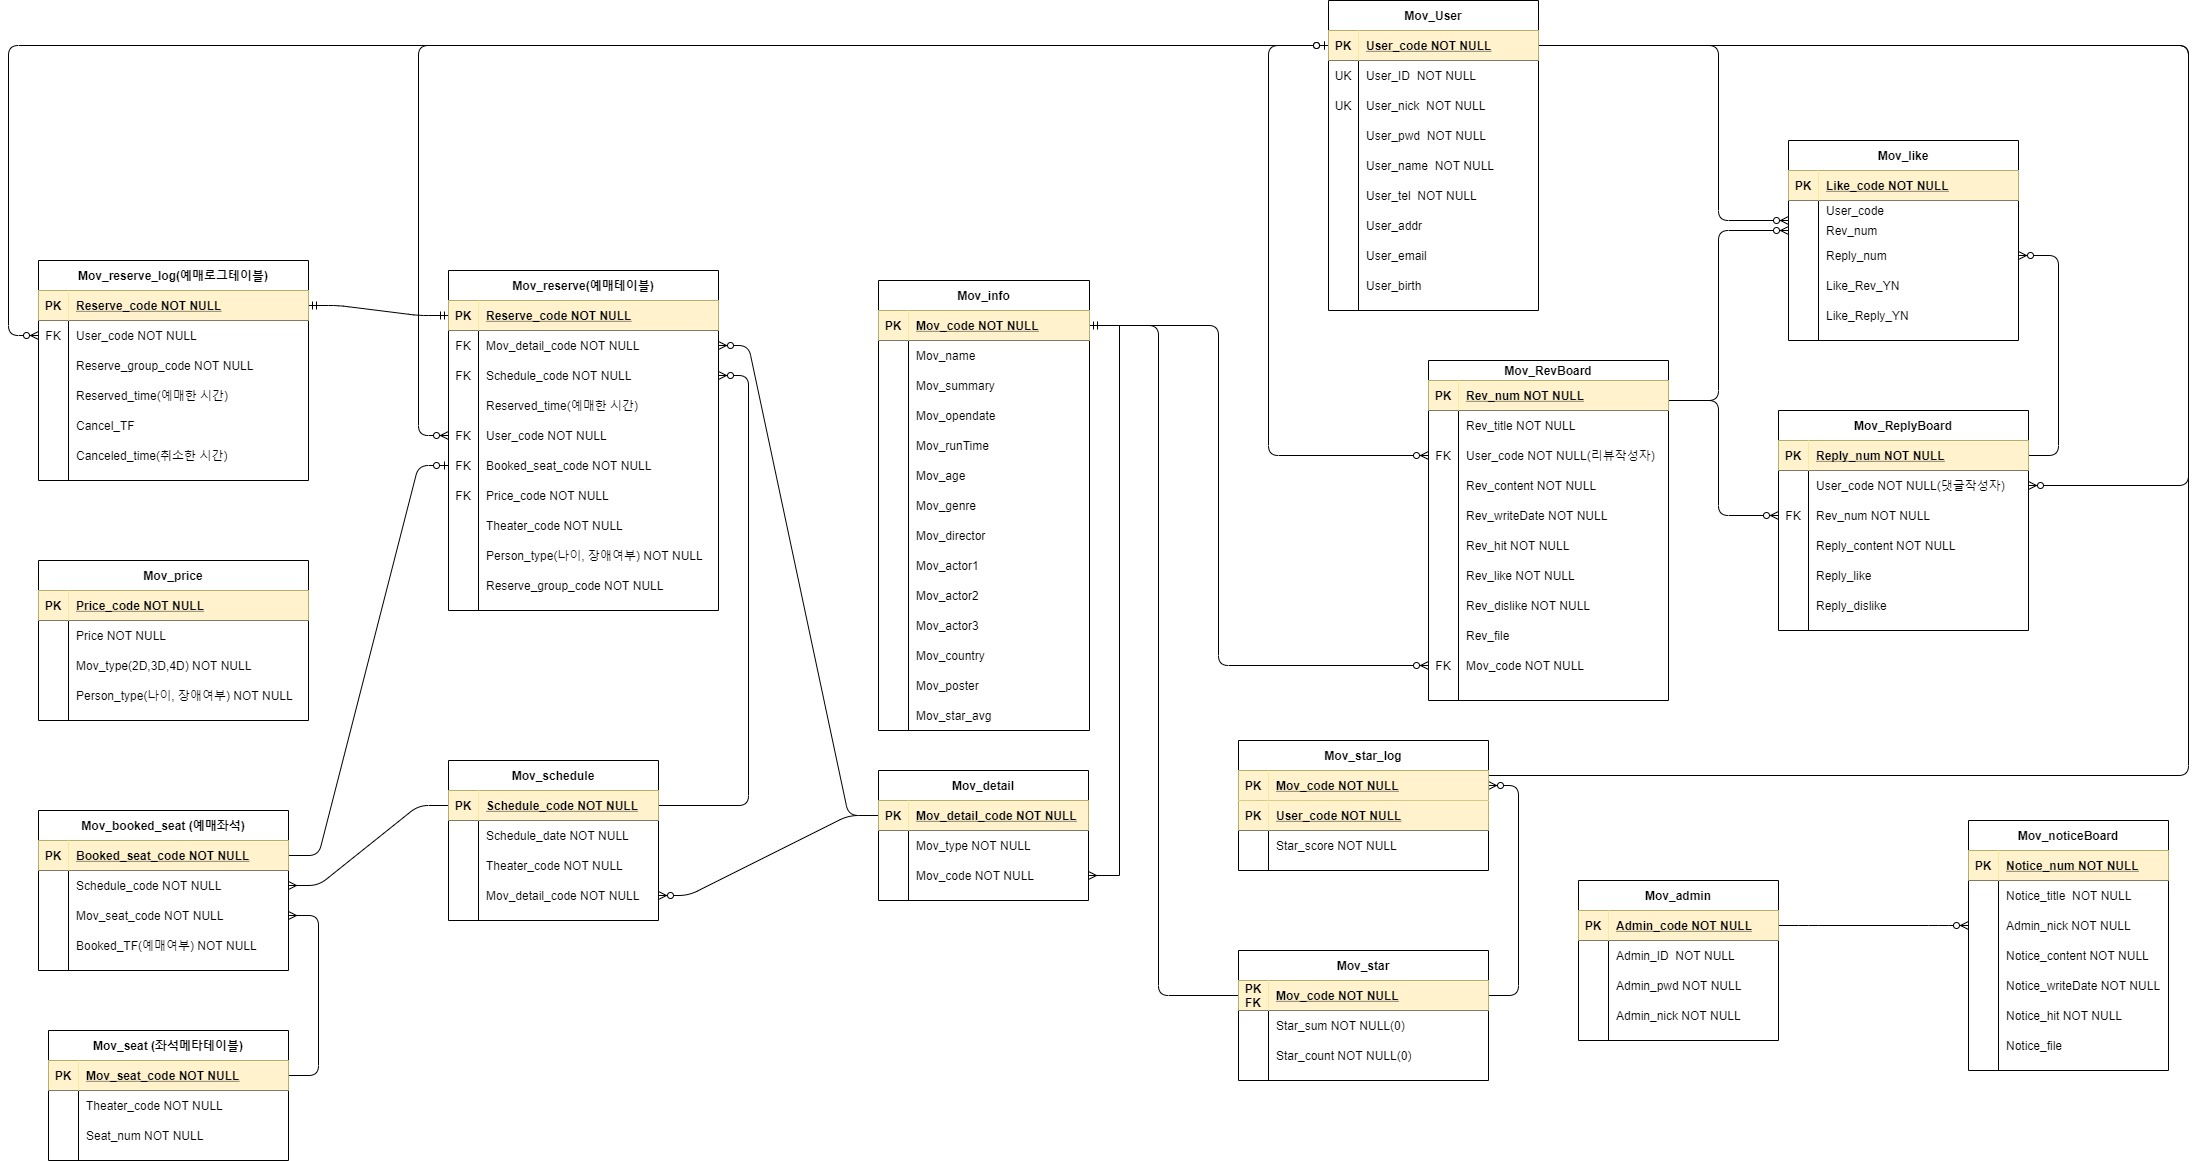 Mov_User
PK User_code NOT NULL
UK User_ID  NOT NULL
UK User_nick  NOT NULL
User_pwd  NOT NULL
User_name  NOT NULL
User_tel  NOT NULL
User_addr
User_email
User_birth
Mov_like
PK Like_code NOT NULL
User_code
Rev_num
Reply_num
Like_Rev_YN
Like_Reply_YN
Mov_reserve_log(예매로그테이블)
PK Reserve_code NOT NULL
FK User_code NOT NULL
Reserve_group_code NOT NULL
Reserved_time(예매한 시간)
Cancel_TF
Canceled_time(취소한 시간)
Mov_reserve(예매테이블)
PK Reserve_code NOT NULL
FK Mov_detail_code NOT NULL
FK Schedule_code NOT NULL
Reserved_time(예매한 시간)
FK User_code NOT NULL
FK Booked_seat_code NOT NULL
FK Price_code NOT NULL
Theater_code NOT NULL
Person_type(나이, 장애여부) NOT NULL
Reserve_group_code NOT NULL
Mov_info
PK Mov_code NOT NULL
Mov_name
Mov_summary
Mov_opendate
Mov_runTime
Mov_age
Mov_genre
Mov_director
Mov_actor1
Mov_actor2
Mov_actor3
Mov_country
Mov_poster
Mov_star_avg
Mov_RevBoard
PK Rev_num NOT NULL
Rev_title NOT NULL
FK User_code NOT NULL(리뷰작성자)
Rev_content NOT NULL
Rev_writeDate NOT NULL
Rev_hit NOT NULL
Rev_like NOT NULL
Rev_dislike NOT NULL
Rev_file
FK Mov_code NOT NULL
Mov_ReplyBoard
PK Reply_num NOT NULL
User_code NOT NULL(댓글작성자)
FK Rev_num NOT NULL
Reply_content NOT NULL
Reply_like
Reply_dislike
Mov_price
PK Price_code NOT NULL
Price NOT NULL
Mov_type(2D,3D,4D) NOT NULL
Person_type(나이, 장애여부) NOT NULL
Mov_schedule
PK Schedule_code NOT NULL
Schedule_date NOT NULL
Theater_code NOT NULL
Mov_detail_code NOT NULL
Mov_detail
PK Mov_detail_code NOT NULL
Mov_type NOT NULL
Mov_code NOT NULL
Mov_star_log
PK Mov_code NOT NULL
PK User_code NOT NULL
Star_score NOT NULL
Mov_booked_seat (예매좌석)
PK Booked_seat_code NOT NULL
Schedule_code NOT NULL
Mov_seat_code NOT NULL
Booked_TF(예매여부) NOT NULL
Mov_star
PK
FK Mov_code NOT NULL
Star_sum NOT NULL(0)
Star_count NOT NULL(0)
Mov_admin
PK Admin_code NOT NULL
Admin_ID  NOT NULL
Admin_pwd NOT NULL
Admin_nick NOT NULL
Mov_noticeBoard
PK Notice_num NOT NULL
Notice_title  NOT NULL
Admin_nick NOT NULL
Notice_content NOT NULL
Notice_writeDate NOT NULL
Notice_hit NOT NULL
Notice_file
Mov_seat (좌석메타테이블)
PK Mov_seat_code NOT NULL
Theater_code NOT NULL
Seat_num NOT NULL